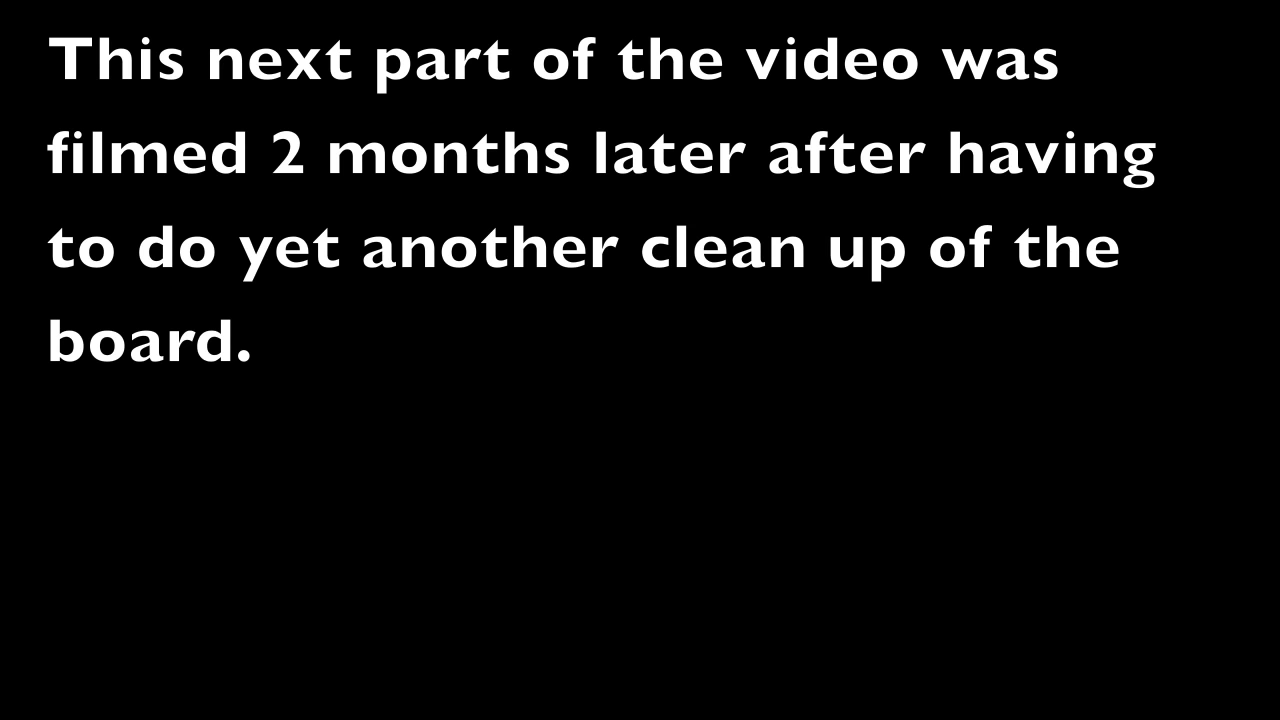 This next part of the video was
filmed 2 months later after having
to do yet another clean up of the
board.